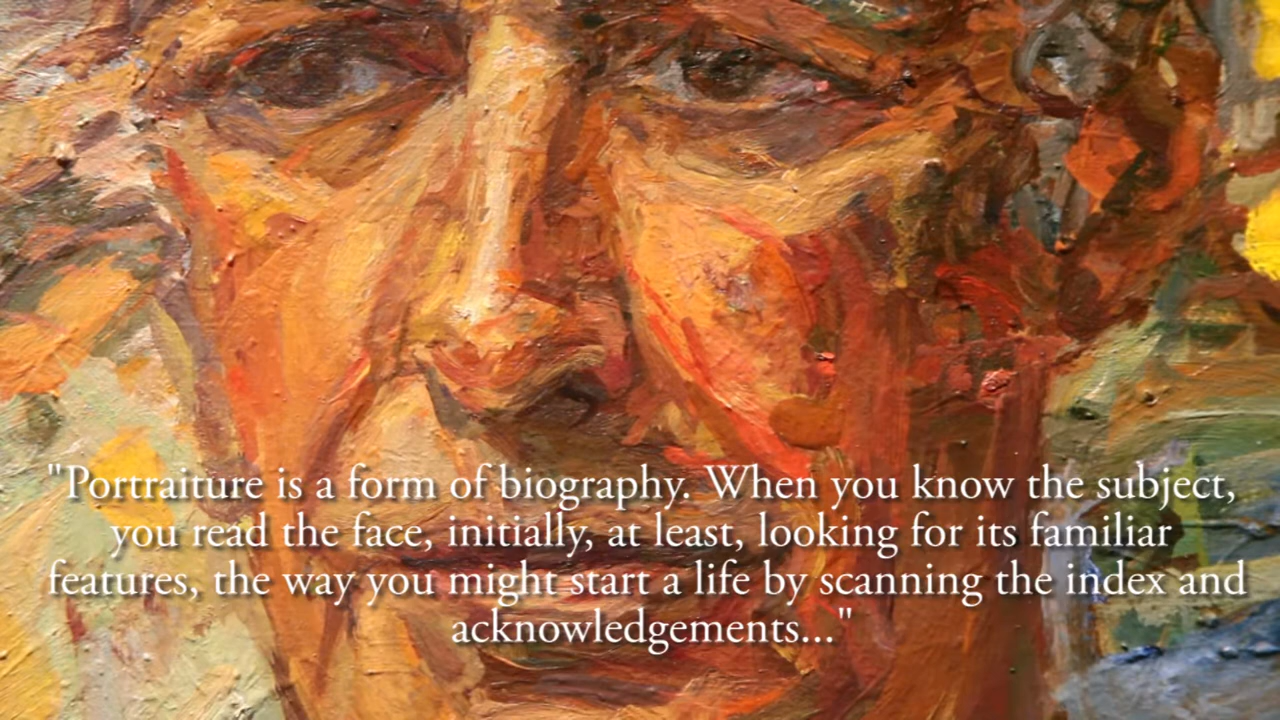 "Portraiture is a form of biography. When you know the subject,
you read the face, initially, at least, looking for its familiar
features, the way you might start a life by scanning the index and
acknowledgements..."